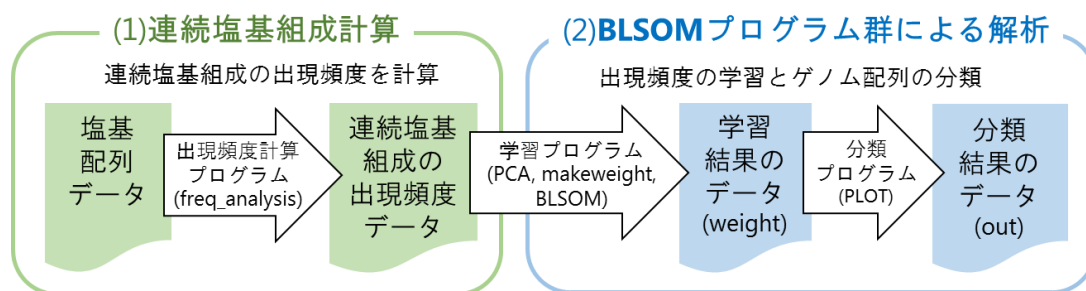 (1)連続塩基組成計算
連続塩基組成の出現頻度を計算
塩基
配列
データ
出現頻度計算
プログラム
(freq_analysis)
連続塩基
組成の
出現頻度
データ
(2)BLSOMプログラム群による解析
出現頻度の学習とゲノム配列の分類
学習プログラム
(PCA, makeweight,
BLSOM)
学習
結果の
データ
(weight)
分類
プログラム
(PLOT)
分類
結果の
データ
(out)